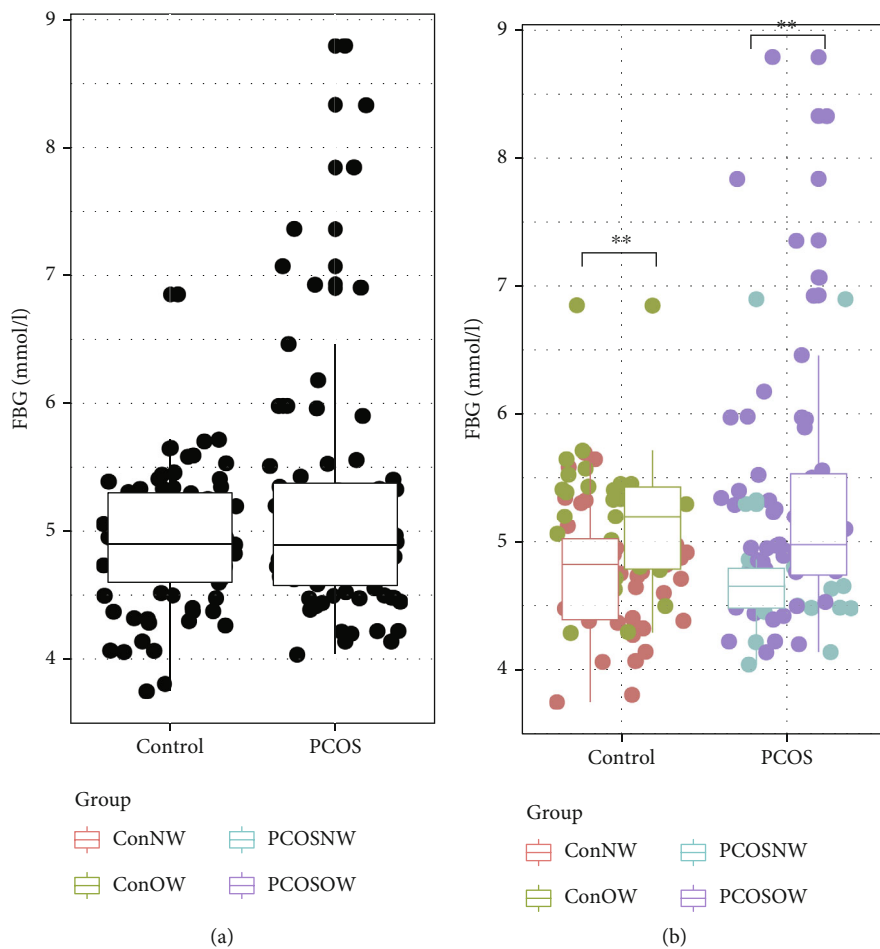 9
8
7
6
5
4
FBG (mmol/l)
Control
PCOS
Group
ConNW
PCOSNW
ConOW
PCOSOW
(a)
**
**
9
8
7
6
5
4
FBG (mmol/l)
Control
PCOS
Group
ConNW
PCOSNW
ConOW
PCOSOW
(b)